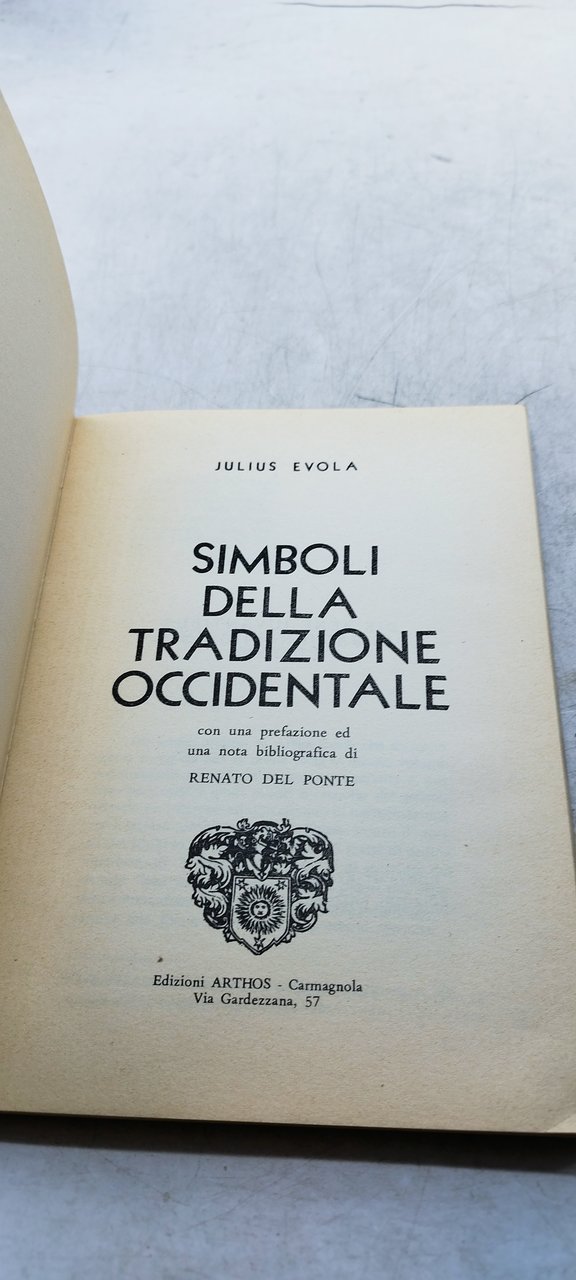 JULIUS EVOLA
SIMBOLI
DELLA
TRADIZIONE
OCCIDENTALE
con una prefazione ed
una nota bibliografica di
RENATO DEL PONTE
Edizioni ARTHOS - Carmagnola
Via Gardezzana, 57